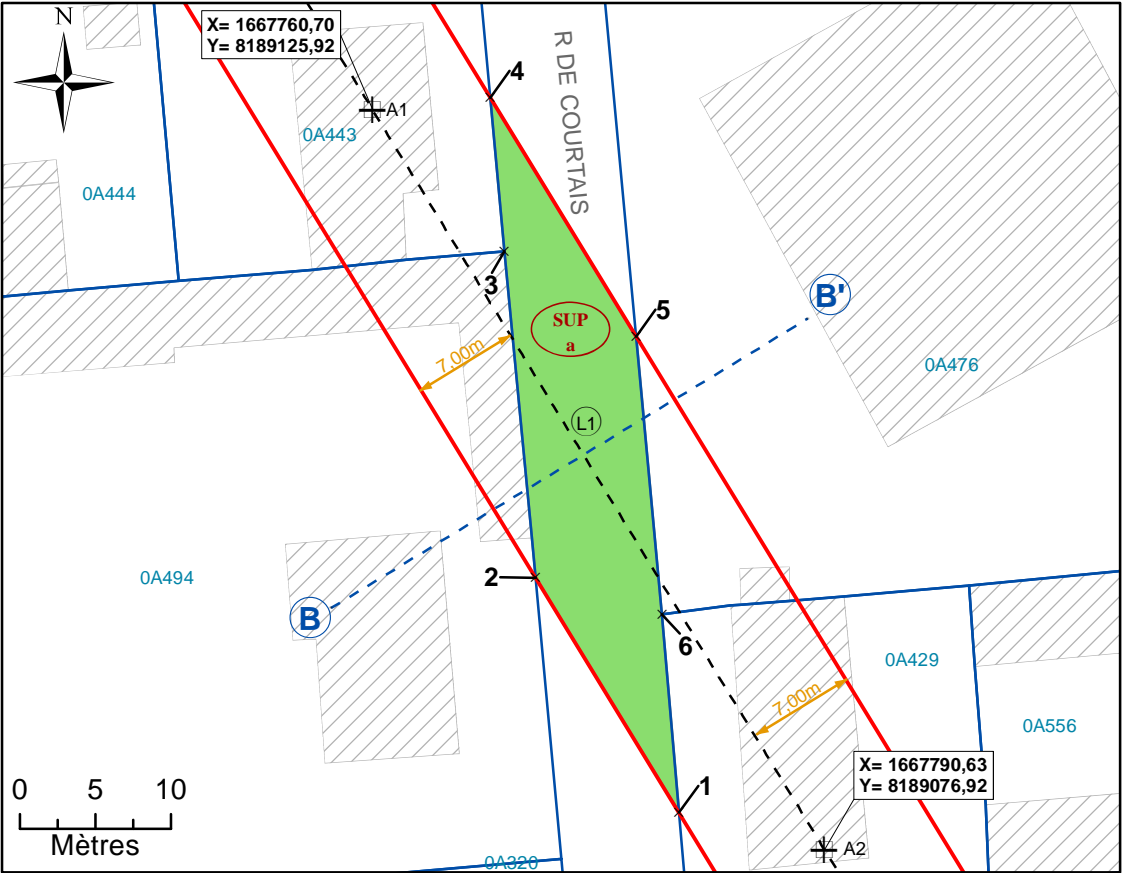 N
X= 1667760,70
Y= 8189125,92
A1
4
R DE COURTAIS
0A443
0A444
3
SUP
a
5
B'
7,00m
0A476
L1
2
0A494
B
6
0A429
7,00m
0A556
X= 1667790,63
Y= 8189076,92
1
0 5 10
Mètres
A2
0A320